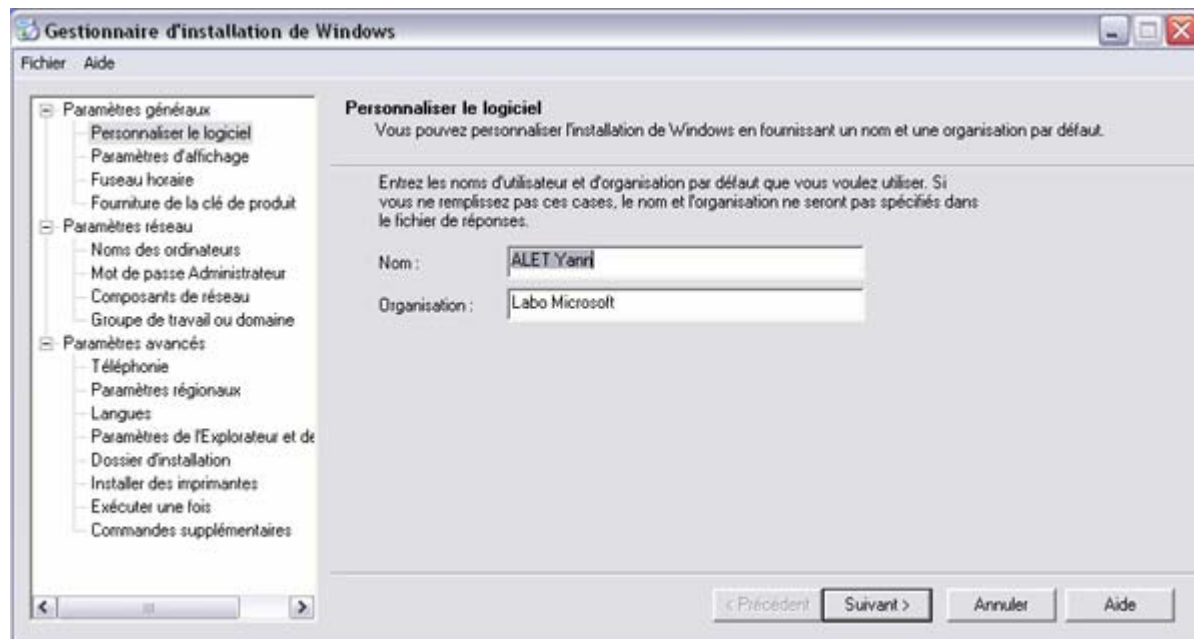 Gestionnaire d'installation de Windows
Fichier Aide
Paramètres généraux
Personnaliser le logiciel
Paramètres d'affichage
Fuseau horaire
Fourniture de la clé de produit
Paramètres réseau
Noms des ordinateurs
Mot de passe Administrateur
Composants de réseau
Groupe de travail ou domaine
Paramètres avancés
Téléphonie
Paramètres régionaux
Langues
Paramètres de l'Explorateur et de
Dossier d'installation
Installer des imprimantes
Exécuter une fois
Commandes supplémentaires
Personnaliser le logiciel
Vous pouvez personnaliser l'installation de Windows en fournissant un nom et une organisation par défaut.
Entrez les noms d'utilisateur et d'organisation par défaut que vous voulez utiliser. Si
vous ne remplissez pas ces cases, le nom et l'organisation ne seront pas spécifiés dans
le fichier de réponses.
Nom : ALET Yann
Organisation : Labo Microsoft
< Précédent Suivant > Annuler Aide